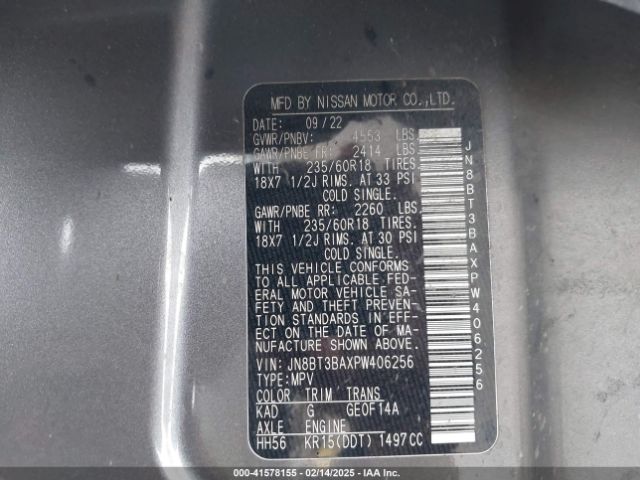 MFD BY NISSAN MOTOR CO.,LTD.
DATE: 09/22
GVWR/PNBV: 4553 LBS
GAWR/PNBE FR: 2414 LBS
WITH 235/60R18 TIRES.
18X7 1/2J RIMS. AT 33 PSI
COLD SINGLE.
GAWR/PNBE RR: 2260 LBS.
WITH 235/60R18 TIRES.
18X7 1/2J RIMS. AT 30 PSI
COLD SINGLE.
THIS VEHICLE CONFORMS
TO ALL APPLICABLE FED-
ERAL MOTOR VEHICLE SA-
FETY AND THEFT PREVEN-
TION STANDARDS IN EFFECT
ON THE DATE OF MA-
NUFACTURE SHOWN ABOVE.
VIN: JN8BT3BAXPW406256
TYPE: MPV
COLOR TRIM TRANS
KAD G GE0F14A
AXLE ENGINE
HH56 KR15(DDT) 1497CC
JN8BT3BAXPW406256
000-41578155 - 02/14/2025 - IAAI.COM